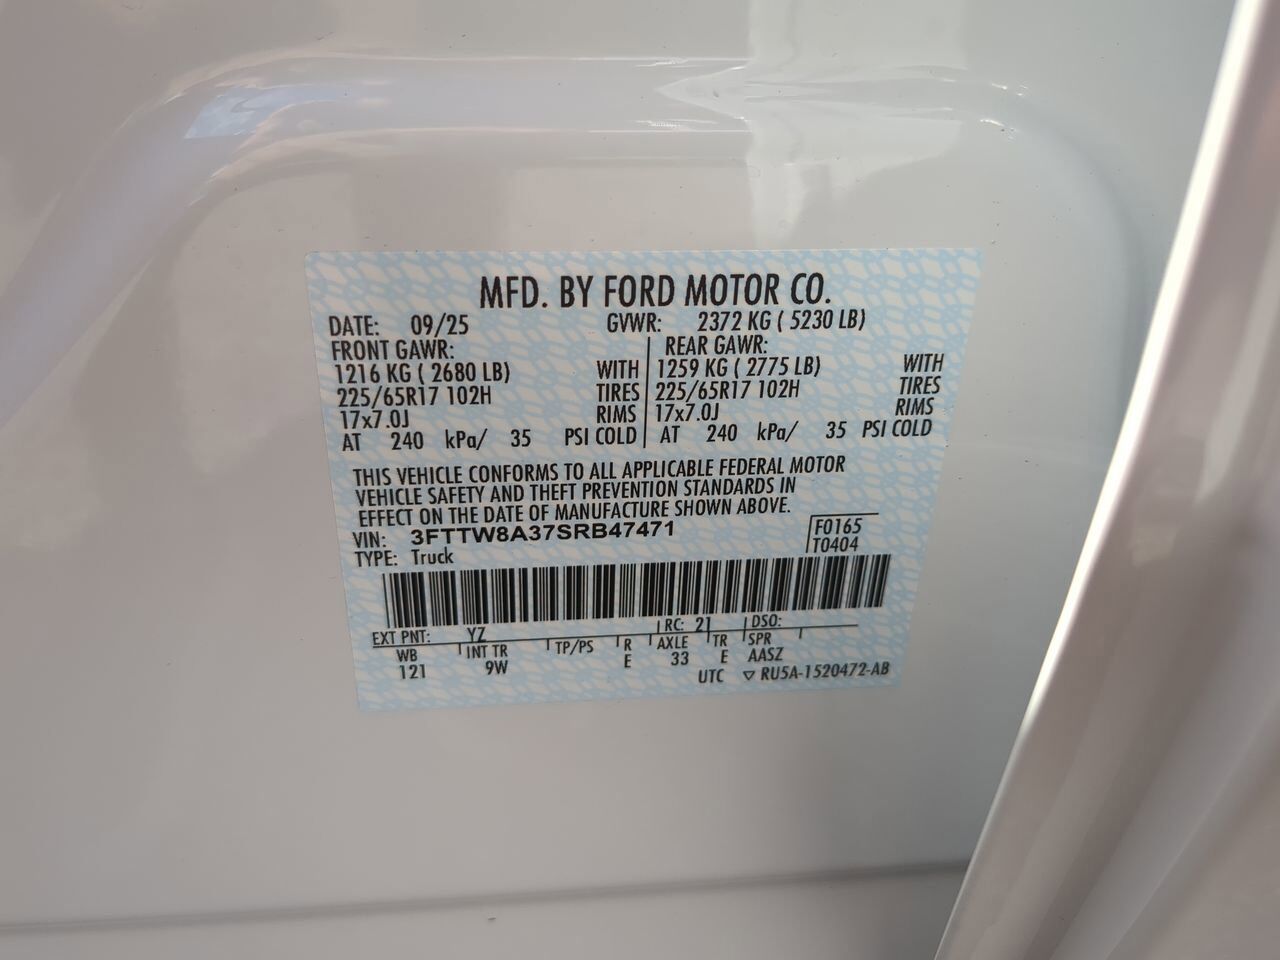 MFD. BY FORD MOTOR CO.
DATE: 09/25 GVWR: 2372 KG ( 5230 LB)
FRONT GAWR: REAR GAWR:
1216 KG ( 2680 LB) WITH 1259 KG ( 2775 LB) WITH
225/65R17 102H TIRES 225/65R17 102H TIRES
17x7.0J RIMS 17x7.0J RIMS
AT 240 kPa/ 35 PSI COLD AT 240 kPa/ 35 PSI COLD
THIS VEHICLE CONFORMS TO ALL APPLICABLE FEDERAL MOTOR
VEHICLE SAFETY AND THEFT PREVENTION STANDARDS IN
EFFECT ON THE DATE OF MANUFACTURE SHOWN ABOVE.
VIN: 3FTTW8A37SRB47471 F0165
TYPE: Truck T0404
EXT PNT: YZ RC: 21 DSO:
WB INT TR TP/PS R AXLE TR SPR
121 9W E 33 E AASZ
UTC ▽ RU5A-1520472-AB